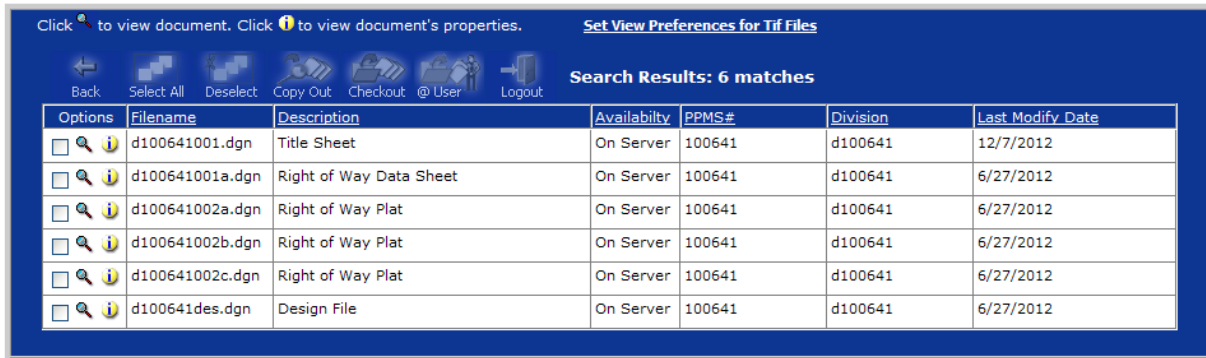 Click to view document. Click to view document's properties. Set View Preferences for Tif Files
Back Select All Deselect Copy Out Checkout @ User Logout Search Results: 6 matches
Options Filename Description Availabilty PPMS# Division Last Modify Date
d100641001.dgn Title Sheet On Server 100641 d100641 12/7/2012
d100641001a.dgn Right of Way Data Sheet On Server 100641 d100641 6/27/2012
d100641002a.dgn Right of Way Plat On Server 100641 d100641 6/27/2012
d100641002b.dgn Right of Way Plat On Server 100641 d100641 6/27/2012
d100641002c.dgn Right of Way Plat On Server 100641 d100641 6/27/2012
d100641des.dgn Design File On Server 100641 d100641 6/27/2012